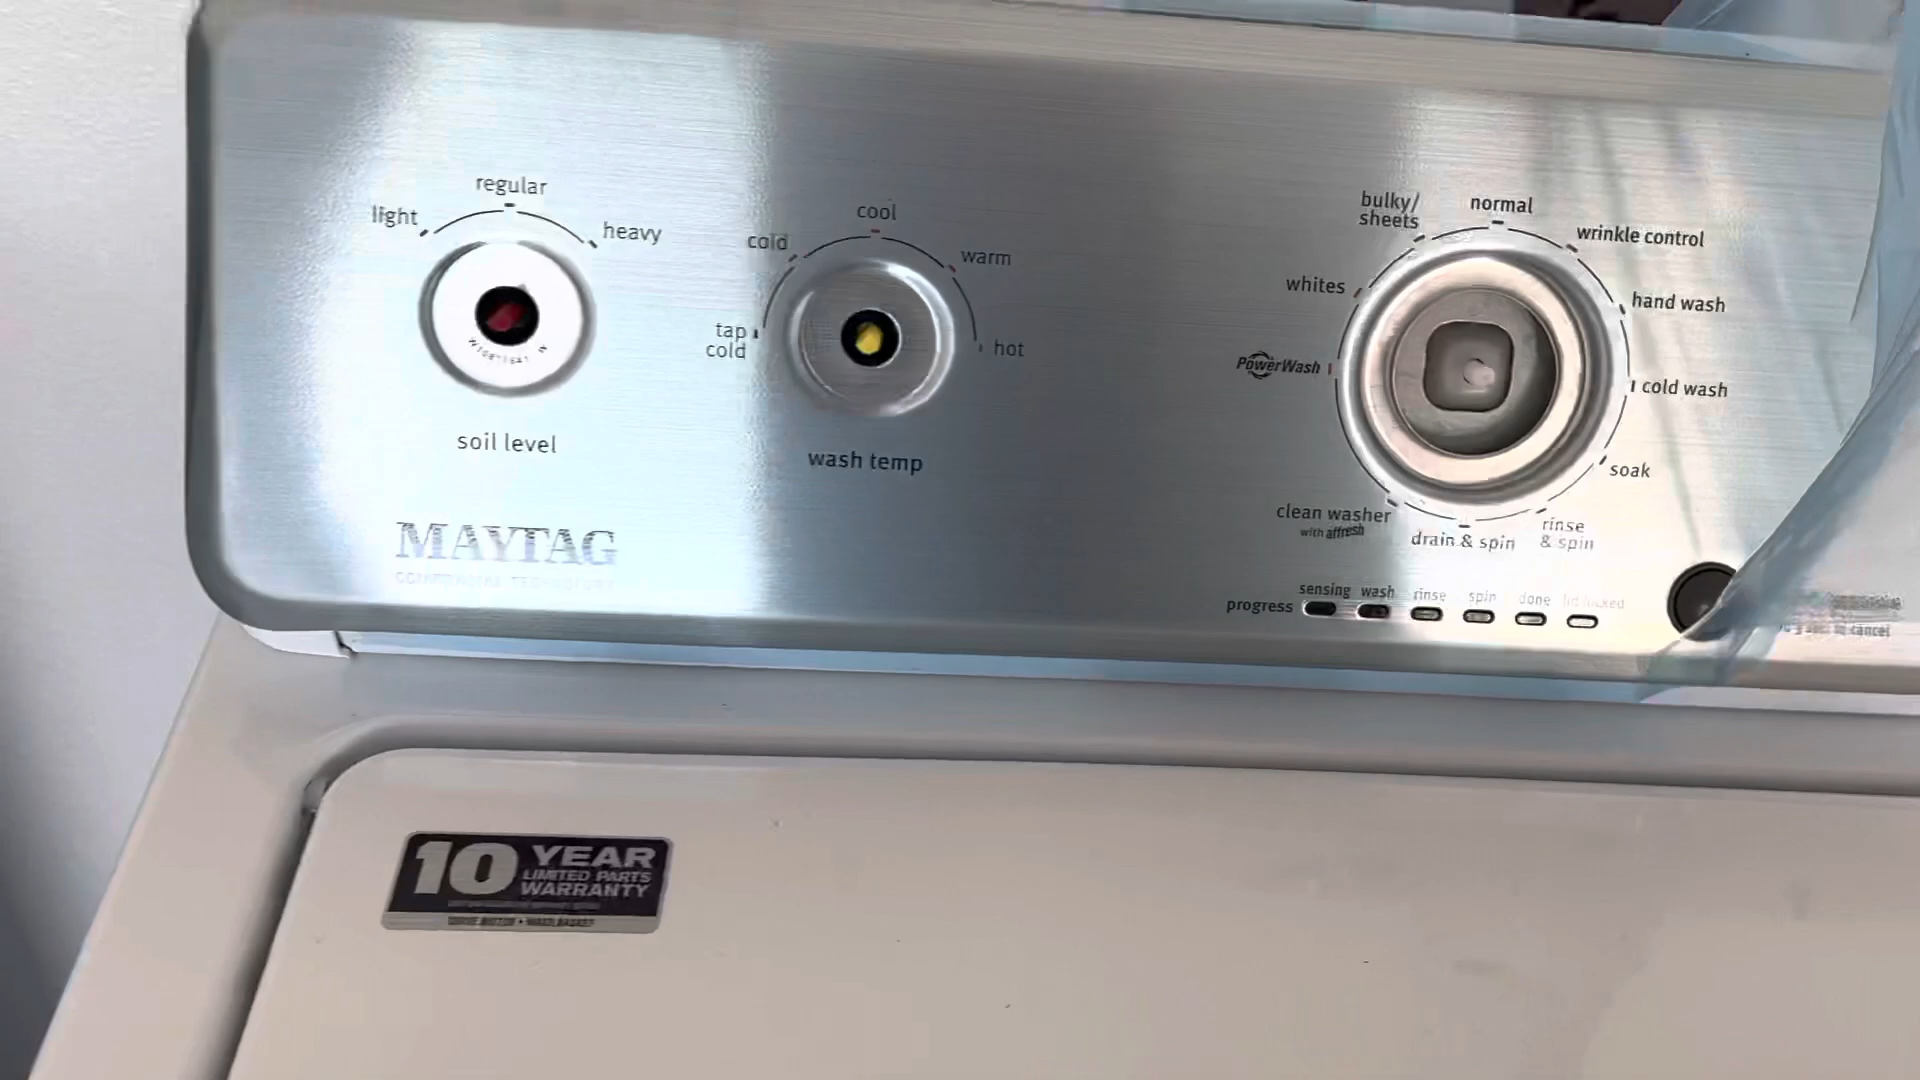 regular
light
heavy
soil level
cool
cold
warm
tap
cold
hot
wash temp
bulky/
sheets
normal
wrinkle control
whites
hand wash
PowerWash
cold wash
soak
clean washer
with affresh
drain & spin
rinse
& spin
MAYTAG
progress
sensing
wash
rinse
spin
done
lid locked
cancel
10 YEAR
LIMITED PARTS
WARRANTY